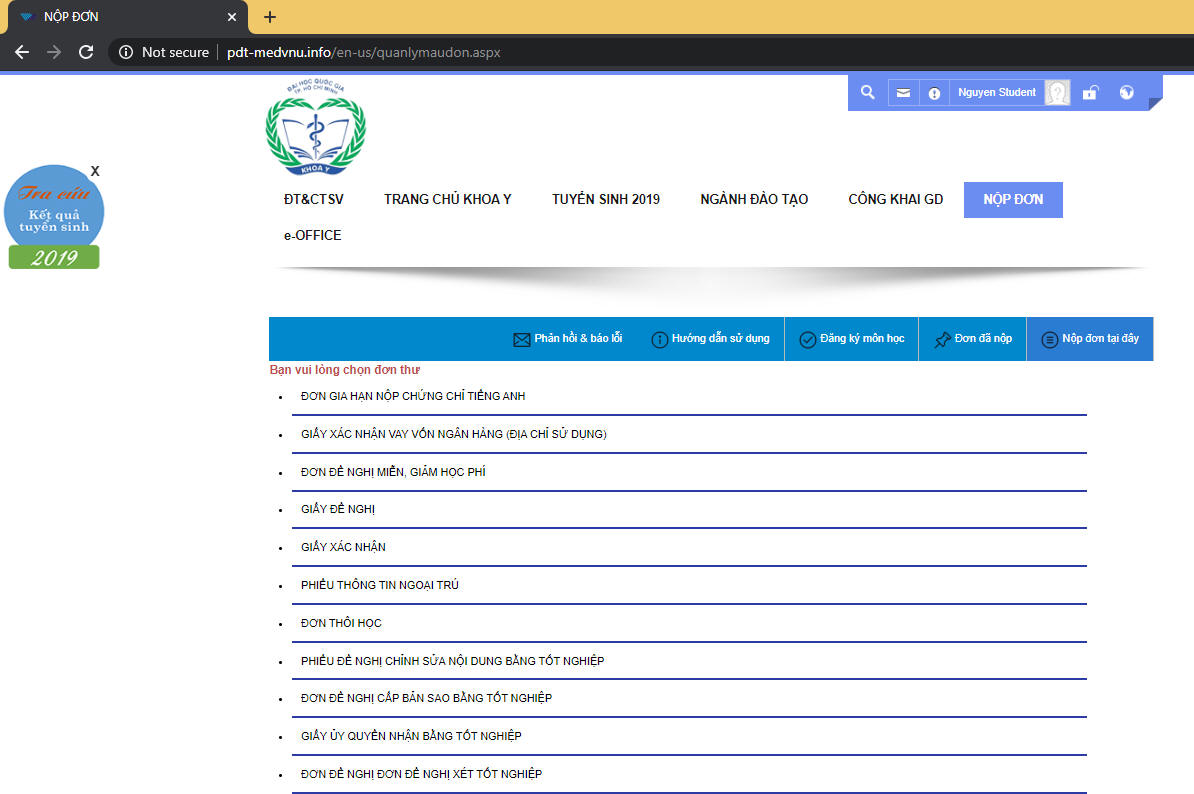 NỘP ĐƠN
Not secure
pdt-medvnu.info/en-us/quanlymaudon.aspx
ĐẠI HỌC QUỐC GIA
TP. HỒ CHÍ MINH
KHOA Y
Nguyen Student
X
Tra cứu
Kết quả
tuyển sinh
2019
ĐT&CTSV TRANG CHỦ KHOA Y TUYỂN SINH 2019 NGÀNH ĐÀO TẠO CÔNG KHAI GD NỘP ĐƠN
e-OFFICE
Phản hồi & báo lỗi Hướng dẫn sử dụng Đăng ký môn học Đơn đã nộp Nộp đơn tại đây
Bạn vui lòng chọn đơn thư
ĐƠN GIA HẠN NỘP CHỨNG CHỈ TIẾNG ANH
GIẤY XÁC NHẬN VAY VỐN NGÂN HÀNG (ĐỊA CHỈ SỬ DỤNG)
ĐƠN ĐỀ NGHỊ MIỄN, GIẢM HỌC PHÍ
GIẤY ĐỀ NGHỊ
GIẤY XÁC NHẬN
PHIẾU THÔNG TIN NGOẠI TRÚ
ĐƠN THÔI HỌC
PHIẾU ĐỀ NGHỊ CHỈNH SỬA NỘI DUNG BẰNG TỐT NGHIỆP
ĐƠN ĐỀ NGHỊ CẤP BẢN SAO BẰNG TỐT NGHIỆP
GIẤY ỦY QUYỀN NHẬN BẰNG TỐT NGHIỆP
ĐƠN ĐỀ NGHỊ ĐƠN ĐỀ NGHỊ XÉT TỐT NGHIỆP